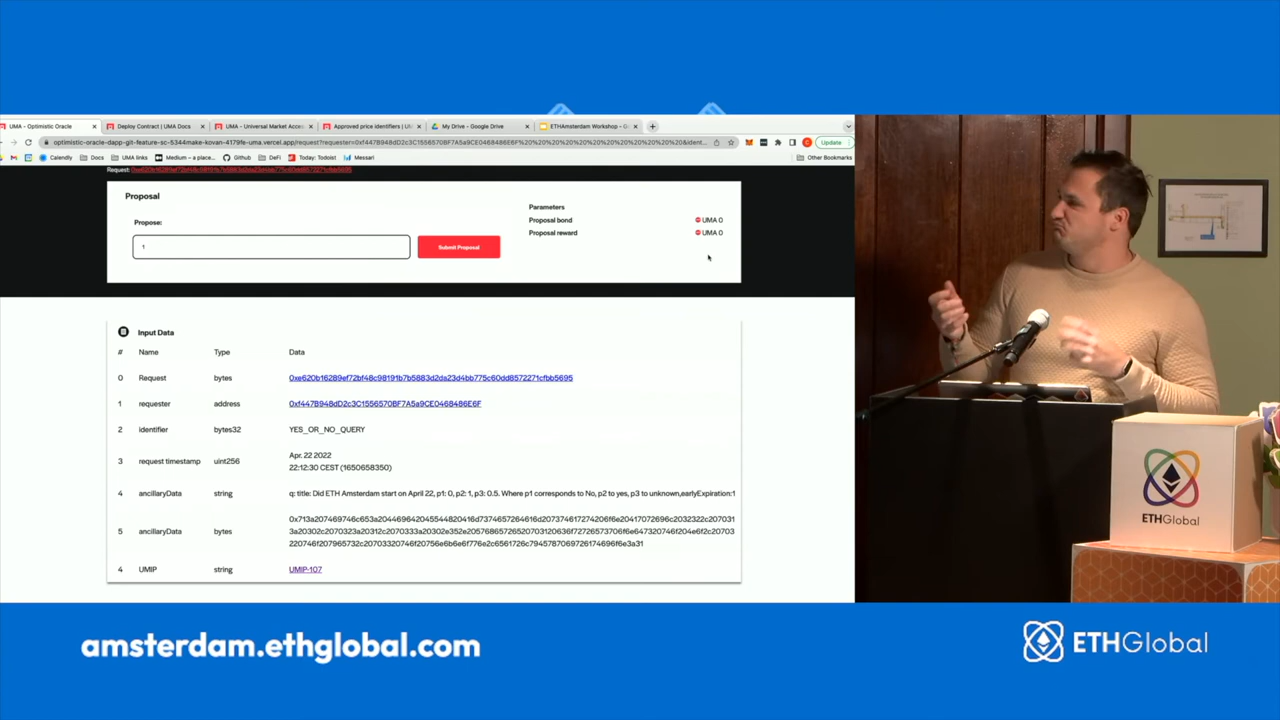 UMA - Optimistic Oracle
Deploy Contract | UMA Docs
UMA - Universal Market Acces
Approved price identifiers | U
My Drive - Google Drive
ETHAmsterdam Workshop - G
Update
Calendly
Docs
UMA links
Medium – a place...
Github
DeFi
Today: Todoist
Messari
Other Bookmarks
Request:
Proposal
Propose:
1
Submit Proposal
Parameters
Proposal bond
UMA 0
Proposal reward
UMA 0
Input Data
# Name Type Data
0 Request bytes
1 requester address
2 identifier bytes32 YES_OR_NO_QUERY
3 request timestamp uint256 Apr. 22 2022
22:12:30 CEST (1650658350)
4 ancillaryData string q: title: Did ETH Amsterdam start on April 22, p1: 0, p2: 1, p3: 0.5. Where p1 corresponds to No, p2 to yes, p3 to unknown,earlyExpiration:1
5 ancillaryData bytes
4 UMIP string UMIP-107
ETHGlobal
amsterdam.ethglobal.com
ETHGlobal